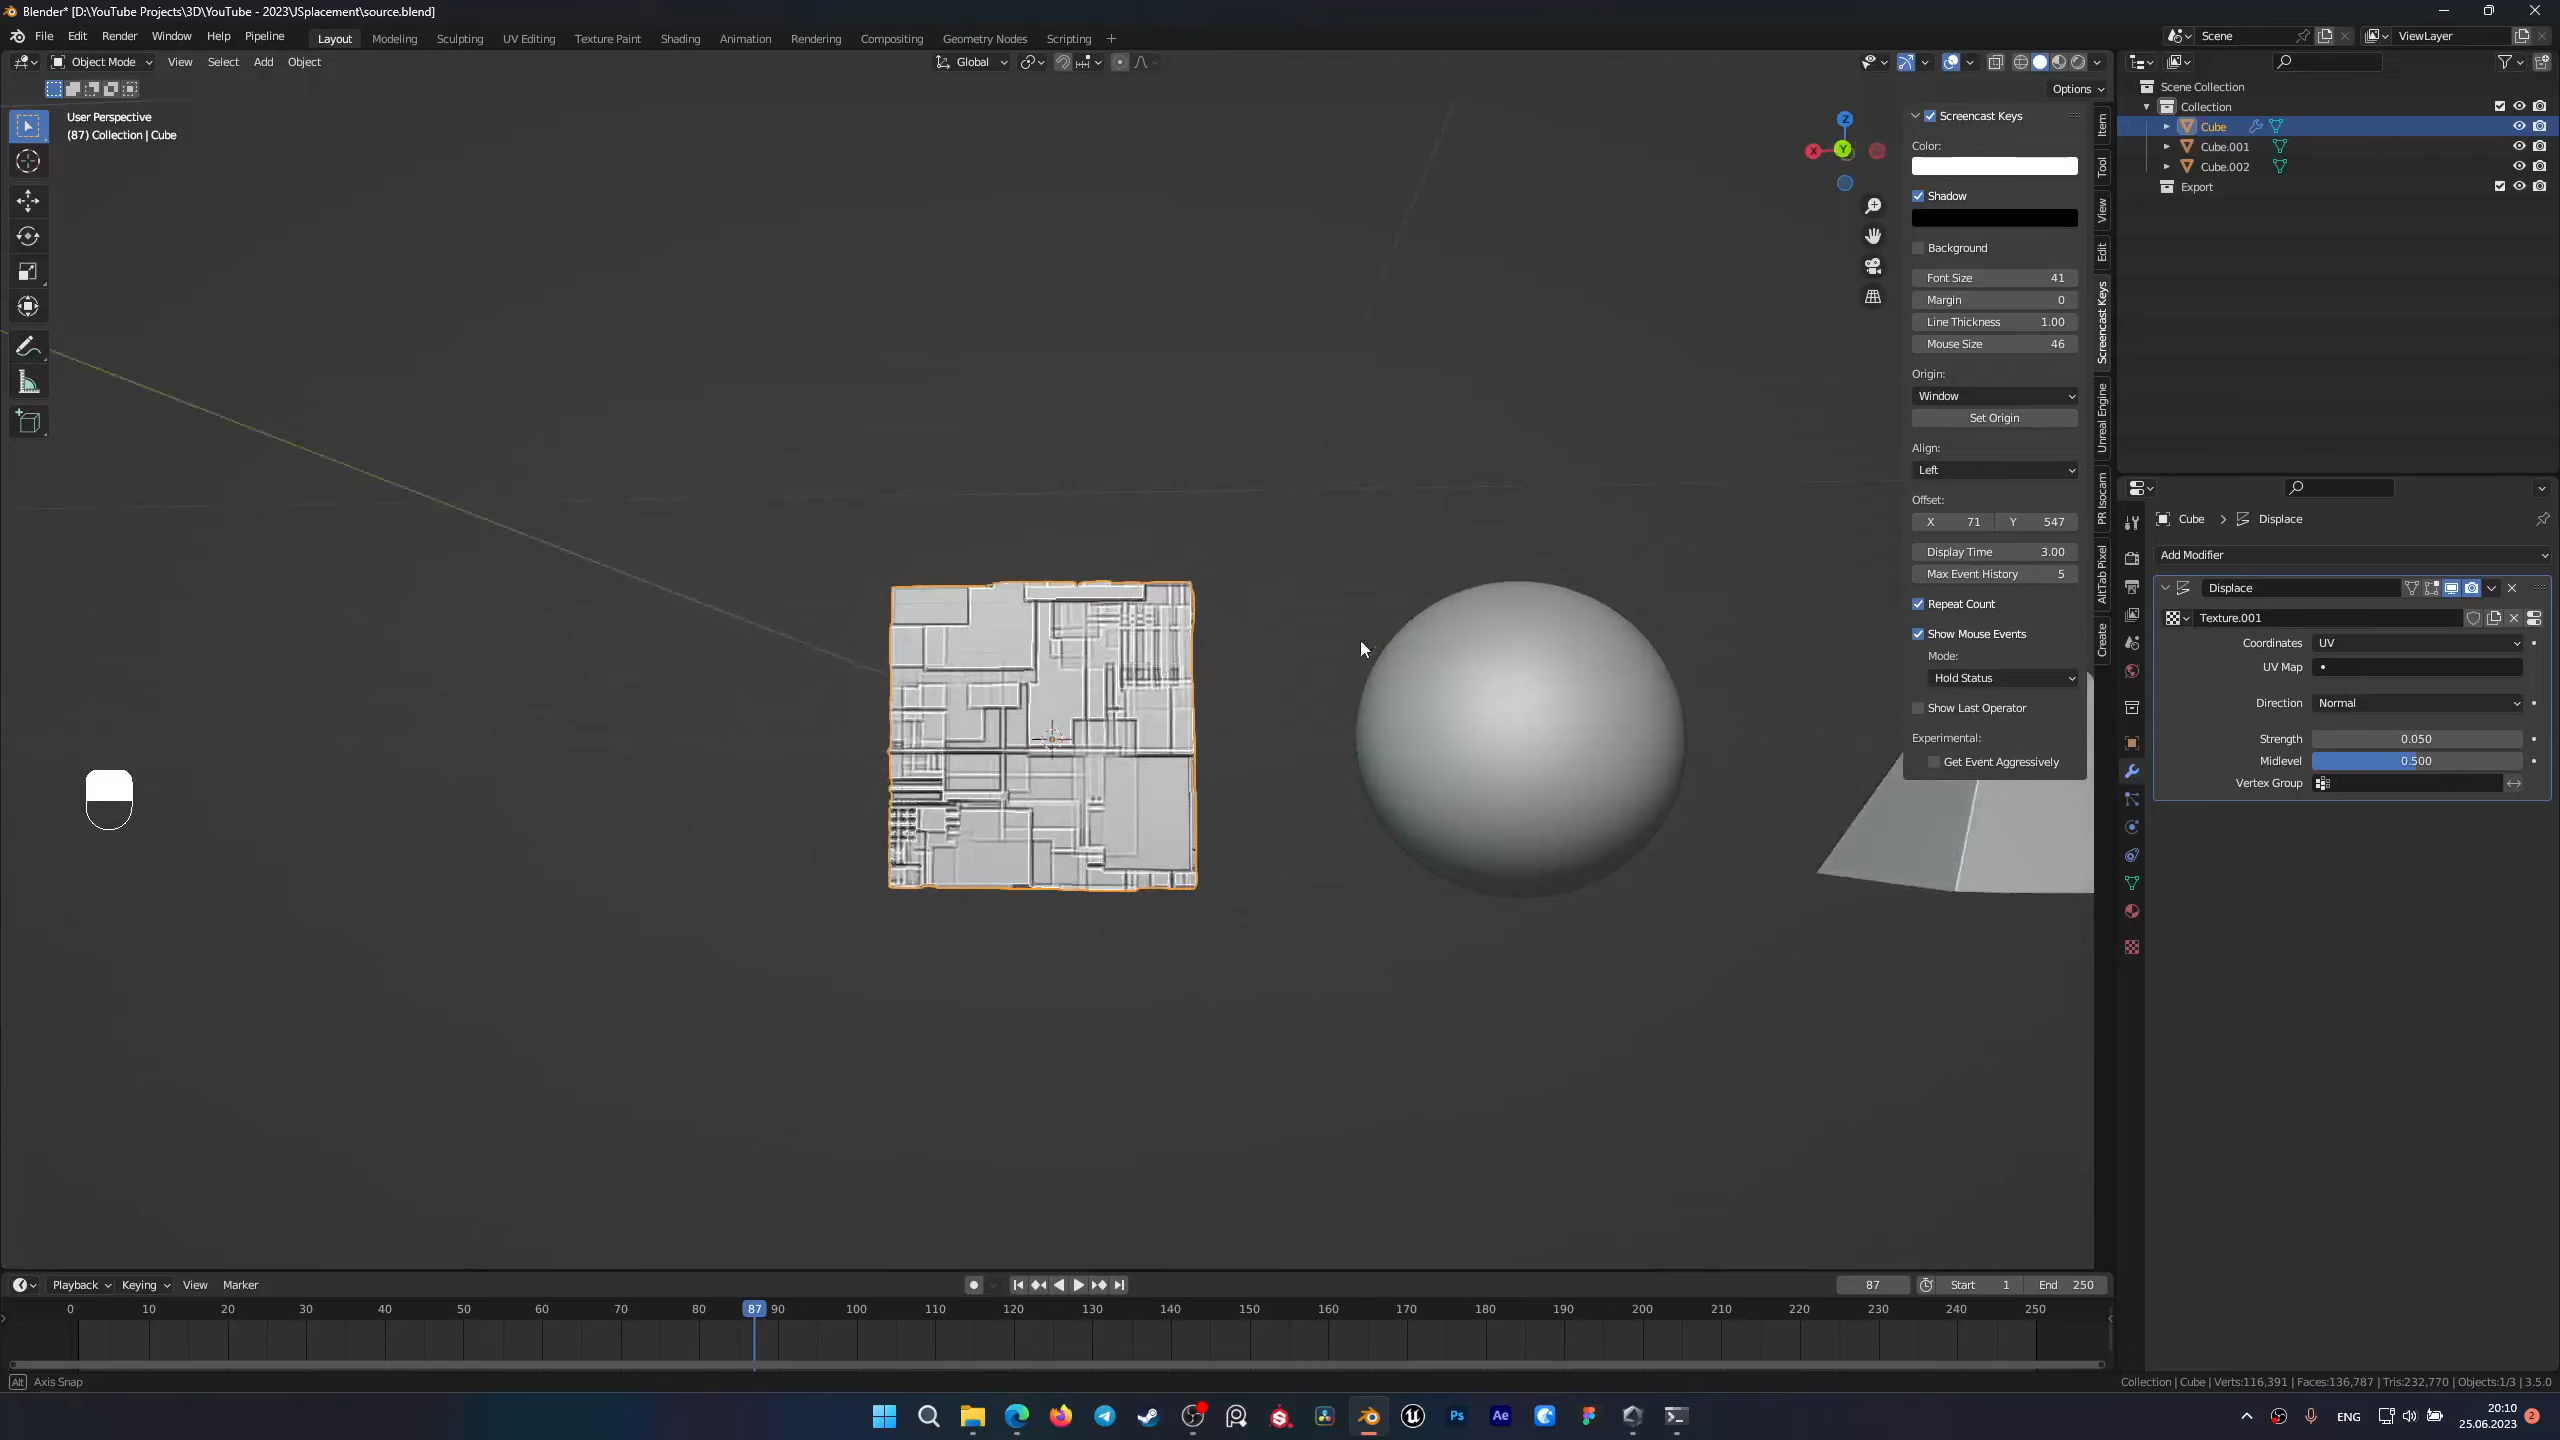 Blender* [D:\YouTube Projects\3D\YouTube - 2023\JSplacement\source.blend]
File Edit Render Window Help Pipeline
Layout Modeling Sculpting UV Editing Texture Paint Shading Animation Rendering Compositing Geometry Nodes Scripting +
Scene
ViewLayer
Object Mode View Select Add Object
Global
Options
User Perspective
(87) Collection | Cube
Z
X
Y
Screencast Keys
Color:
Shadow
Background
Font Size 41
Margin 0
Line Thickness 1.00
Mouse Size 46
Origin:
Window
Set Origin
Align:
Left
Offset:
X 71 Y 547
Display Time 3.00
Max Event History 5
Repeat Count
Show Mouse Events
Mode:
Hold Status
Show Last Operator
Experimental:
Get Event Aggressively
Item
Tool
View
Edit
Screencast Keys
Unreal Engine
PR Isocam
AltTab Pixel
Create
Scene Collection
Collection
Cube
Cube.001
Cube.002
Export
Cube > Displace
Add Modifier
Displace
Texture.001
Coordinates UV
UV Map
Direction Normal
Strength 0.050
Midlevel 0.500
Vertex Group
Playback Keying View Marker
87 Start 1 End 250
0 10 20 30 40 50 60 70 80 87 90 100 110 120 130 140 150 160 170 180 190 200 210 220 230 240 250
Alt Axis Snap
Collection | Cube | Verts:116,391 | Faces:136,787 | Tris:232,770 | Objects:1/3 | 3.5.0
Ps
Ae
ENG
20:10
25.06.2023
2